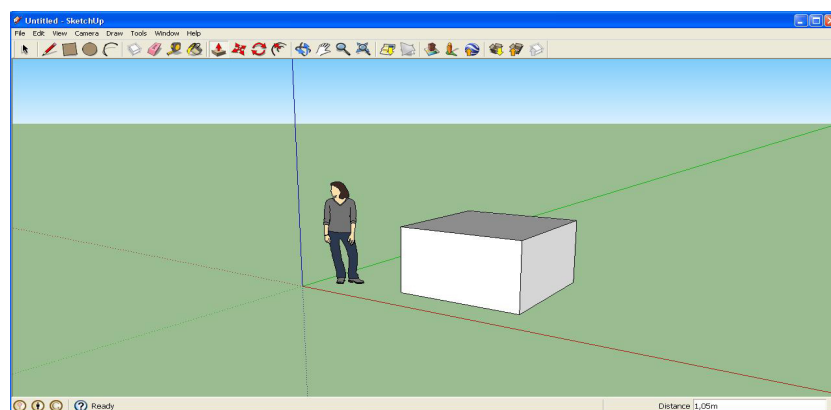 Untitled - SketchUp
File Edit View Camera Draw Tools Window Help
Ready Distance 1,05m